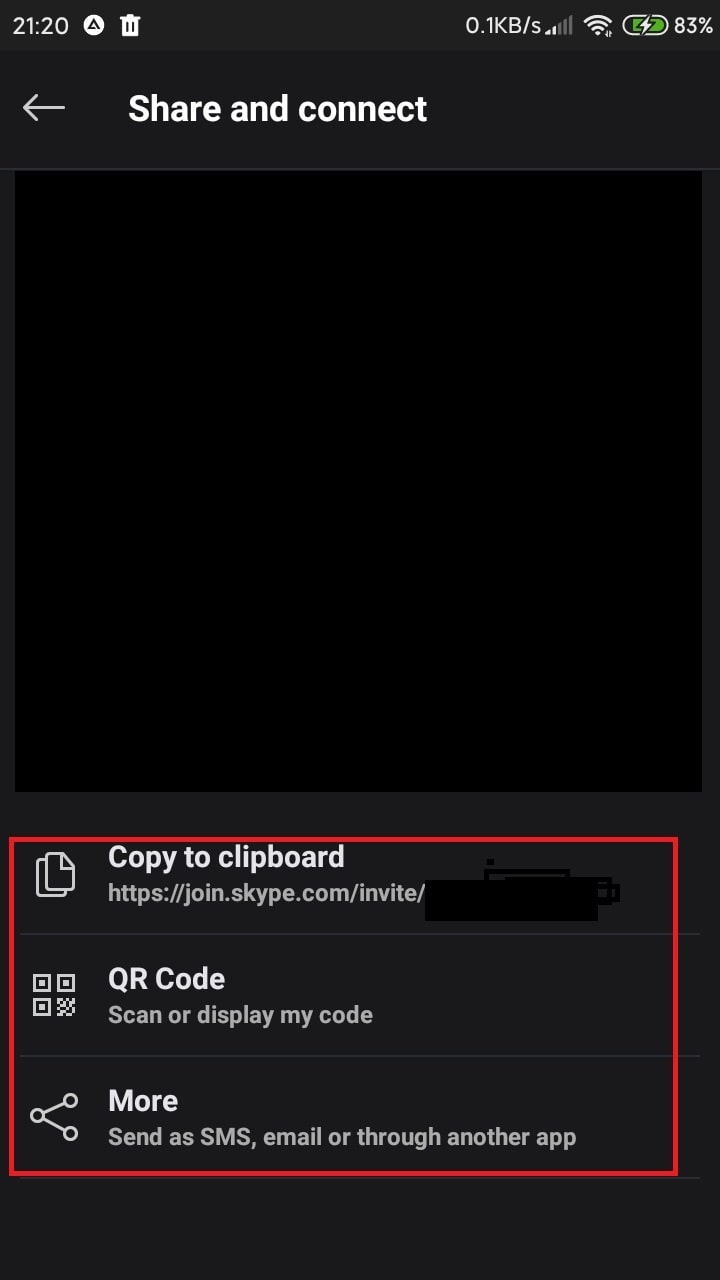 21:20 0.1KB/s 83%
Share and connect
Copy to clipboard
https://join.skype.com/invite/
QR Code
Scan or display my code
More
Send as SMS, email or through another app